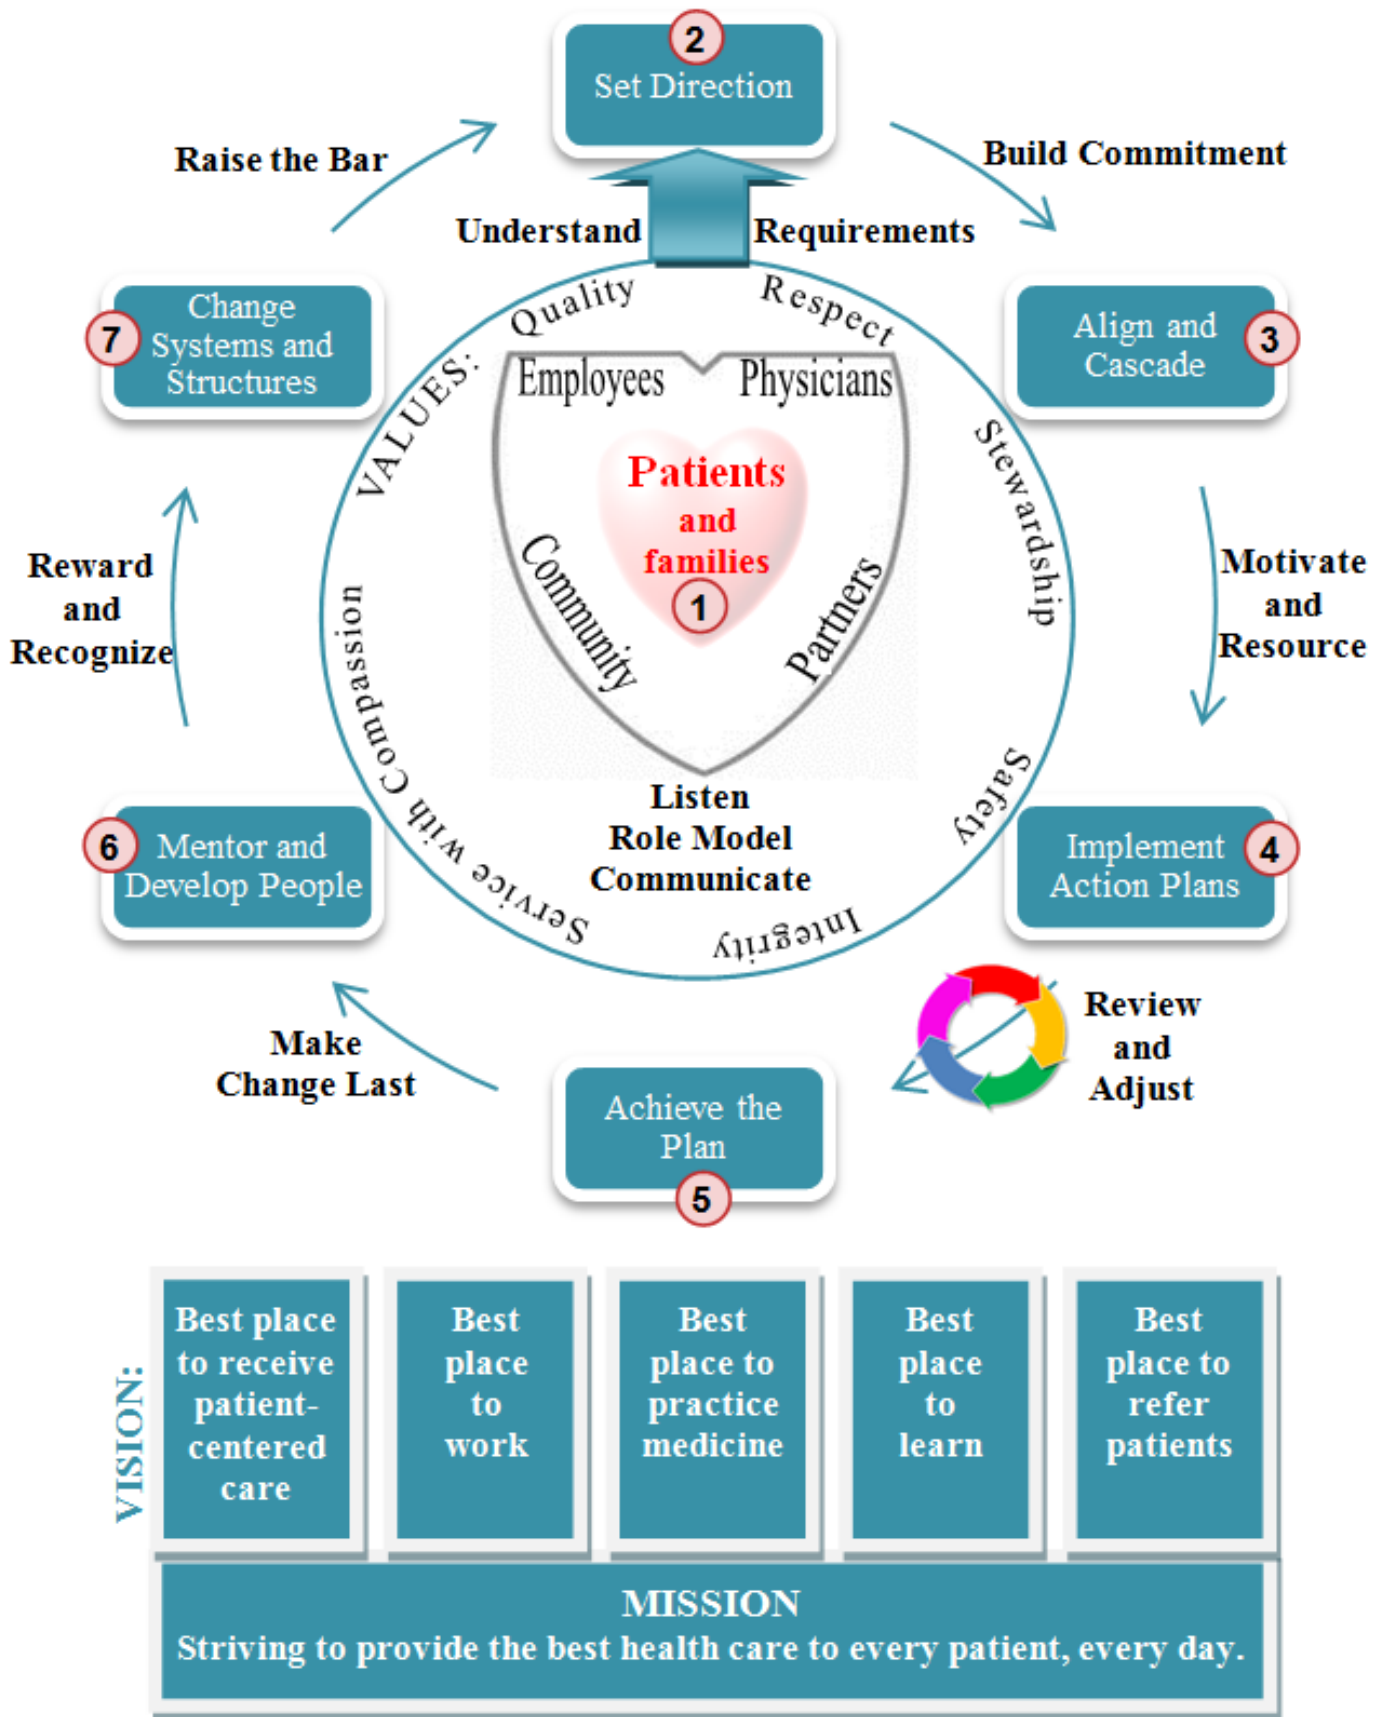 2
Set Direction
Raise the Bar
Build Commitment
Understand
Requirements
7
Change
Systems and
Structures
3
Align and
Cascade
VALUES:
Quality
Respect
Stewardship
Safety
Integrity
Service with Compassion
Employees
Physicians
Patients
and
families
1
Community
Partners
Listen
Role Model
Communicate
Reward
and
Recognize
Motivate
and
Resource
6
Mentor and
Develop People
4
Implement
Action Plans
Make
Change Last
Review
and
Adjust
Achieve the
Plan
5
VISION:
Best place
to receive
patient-
centered
care
Best
place
to
work
Best
place to
practice
medicine
Best
place
to
learn
Best
place to
refer
patients
MISSION
Striving to provide the best health care to every patient, every day.